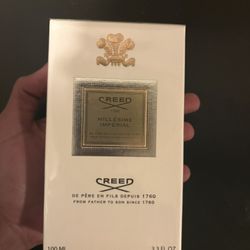 CREED
MILLÉSIME
IMPERIAL
CREED
DE PÈRE EN FILS DEPUIS 1760
FROM FATHER TO SON SINCE 1760
100 ML
3.3 FL.OZ